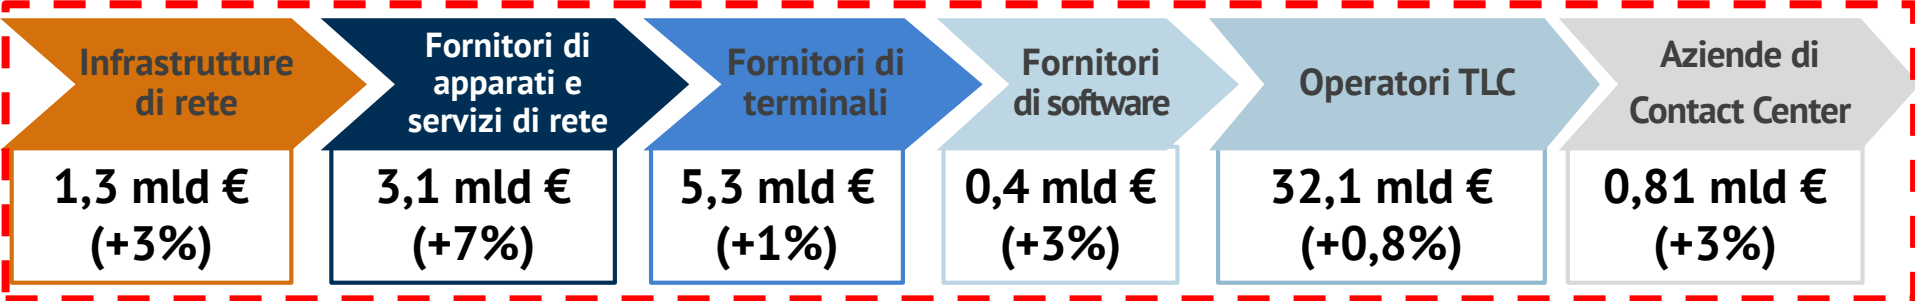 Infrastrutture
di rete
Fornitori di
apparati e
servizi di rete
Fornitori di
terminali
Fornitori
di software
Operatori TLC
Aziende di
Contact Center
1,3 mld €
(+3%)
3,1 mld €
(+7%)
5,3 mld €
(+1%)
0,4 mld €
(+3%)
32,1 mld €
(+0,8%)
0,81 mld €
(+3%)